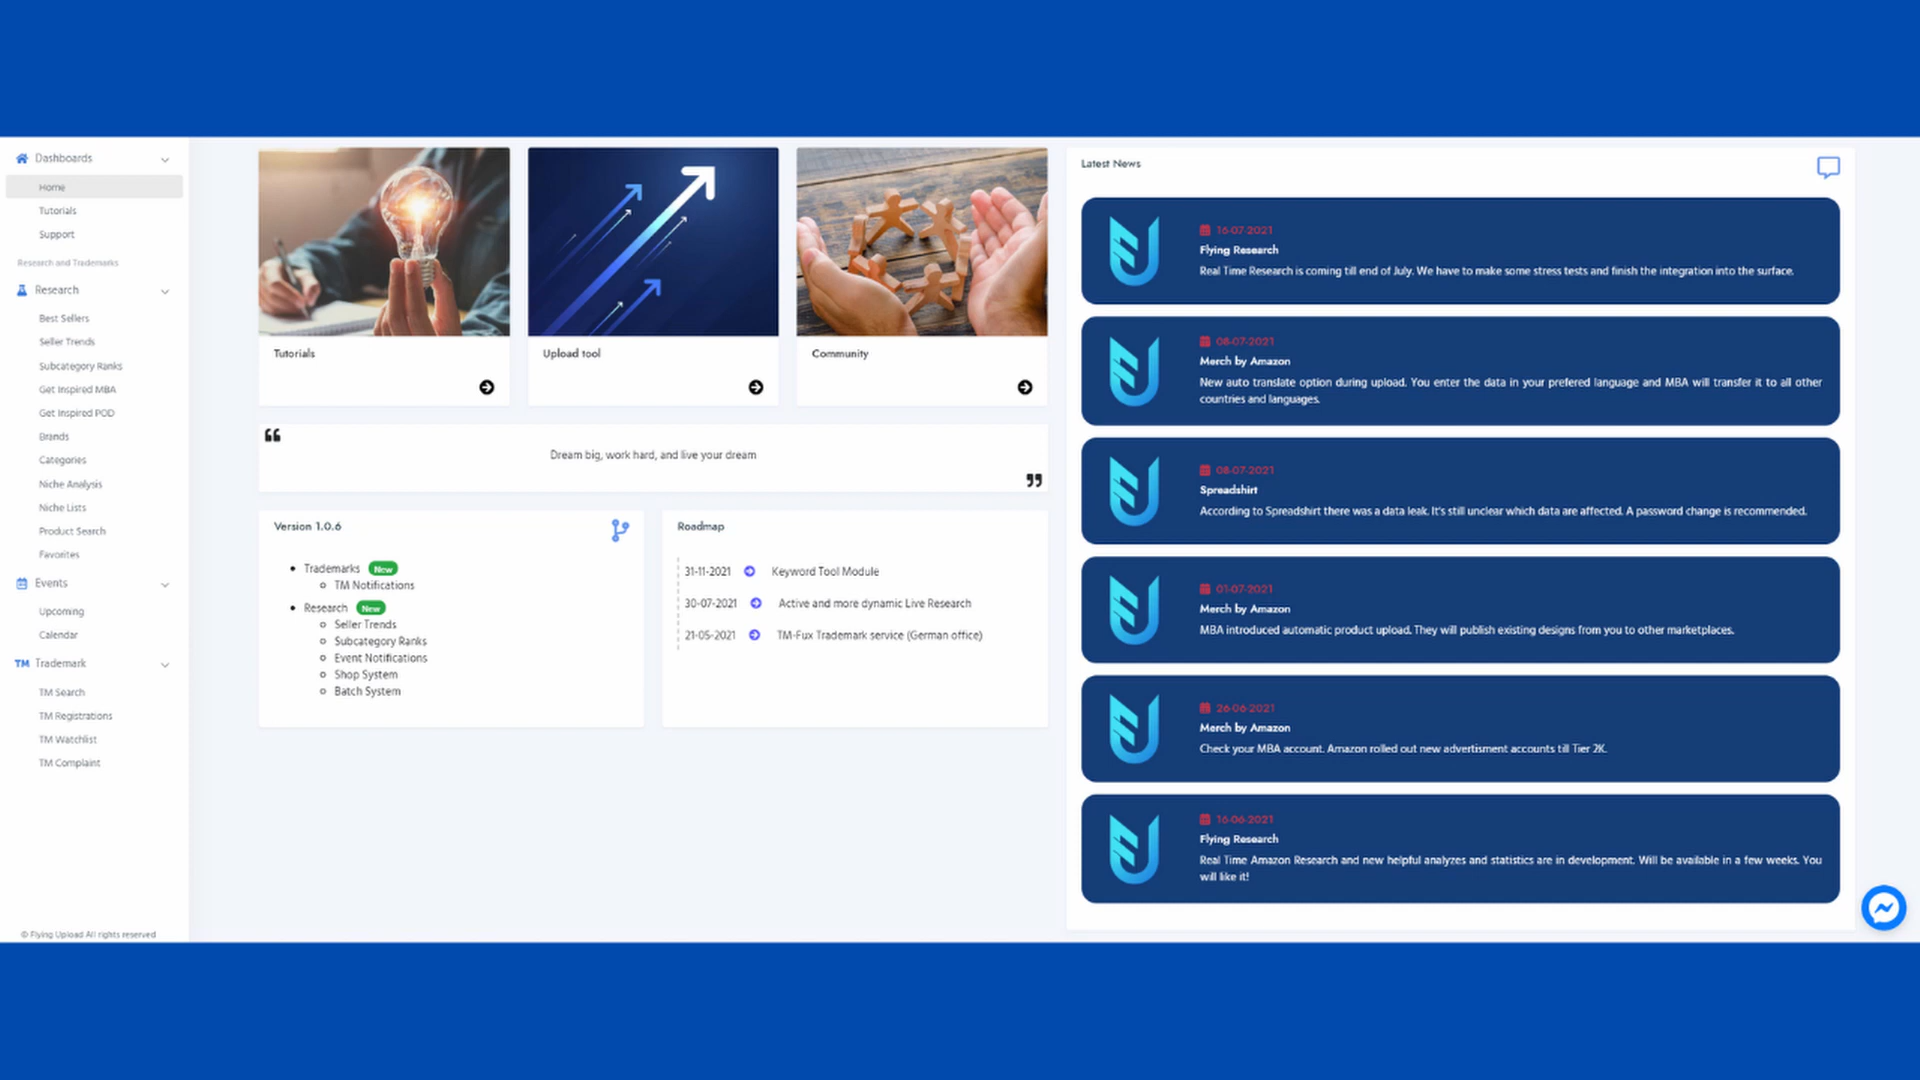 Dashboards
Home
Tutorials
Support
Research and Trademarks
Research
Best Sellers
Seller Trends
Subcategory Ranks
Get Inspired MBA
Get Inspired POD
Brands
Categories
Niche Analysis
Niche Lists
Product Search
Favorites
Events
Upcoming
Calendar
TM Trademark
TM Search
TM Registrations
TM Watchlist
TM Complaint
© Flying Upload All rights reserved
Tutorials
Upload tool
Community
“
Dream big, work hard, and live your dream
”
Version 1.0.6
Trademarks New
TM Notifications
Research New
Seller Trends
Subcategory Ranks
Event Notifications
Shop System
Batch System
Roadmap
31-11-2021 Keyword Tool Module
30-07-2021 Active and more dynamic Live Research
21-05-2021 TM-Fux Trademark service (German office)
Latest News
16-07-2021
Flying Research
Real Time Research is coming till end of July. We have to make some stress tests and finish the integration into the surface.
08-07-2021
Merch by Amazon
New auto translate option during upload. You enter the data in your prefered language and MBA will transfer it to all other
countries and languages.
08-07-2021
Spreadshirt
According to Spreadshirt there was a data leak. It's still unclear which data are affected. A password change is recommended.
01-07-2021
Merch by Amazon
MBA introduced automatic product upload. They will publish existing designs from you to other marketplaces.
26-06-2021
Merch by Amazon
Check your MBA account. Amazon rolled out new advertisment accounts till Tier 2K.
16-06-2021
Flying Research
Real Time Amazon Research and new helpful analyzes and statistics are in development. Will be available in a few weeks. You
will like it!